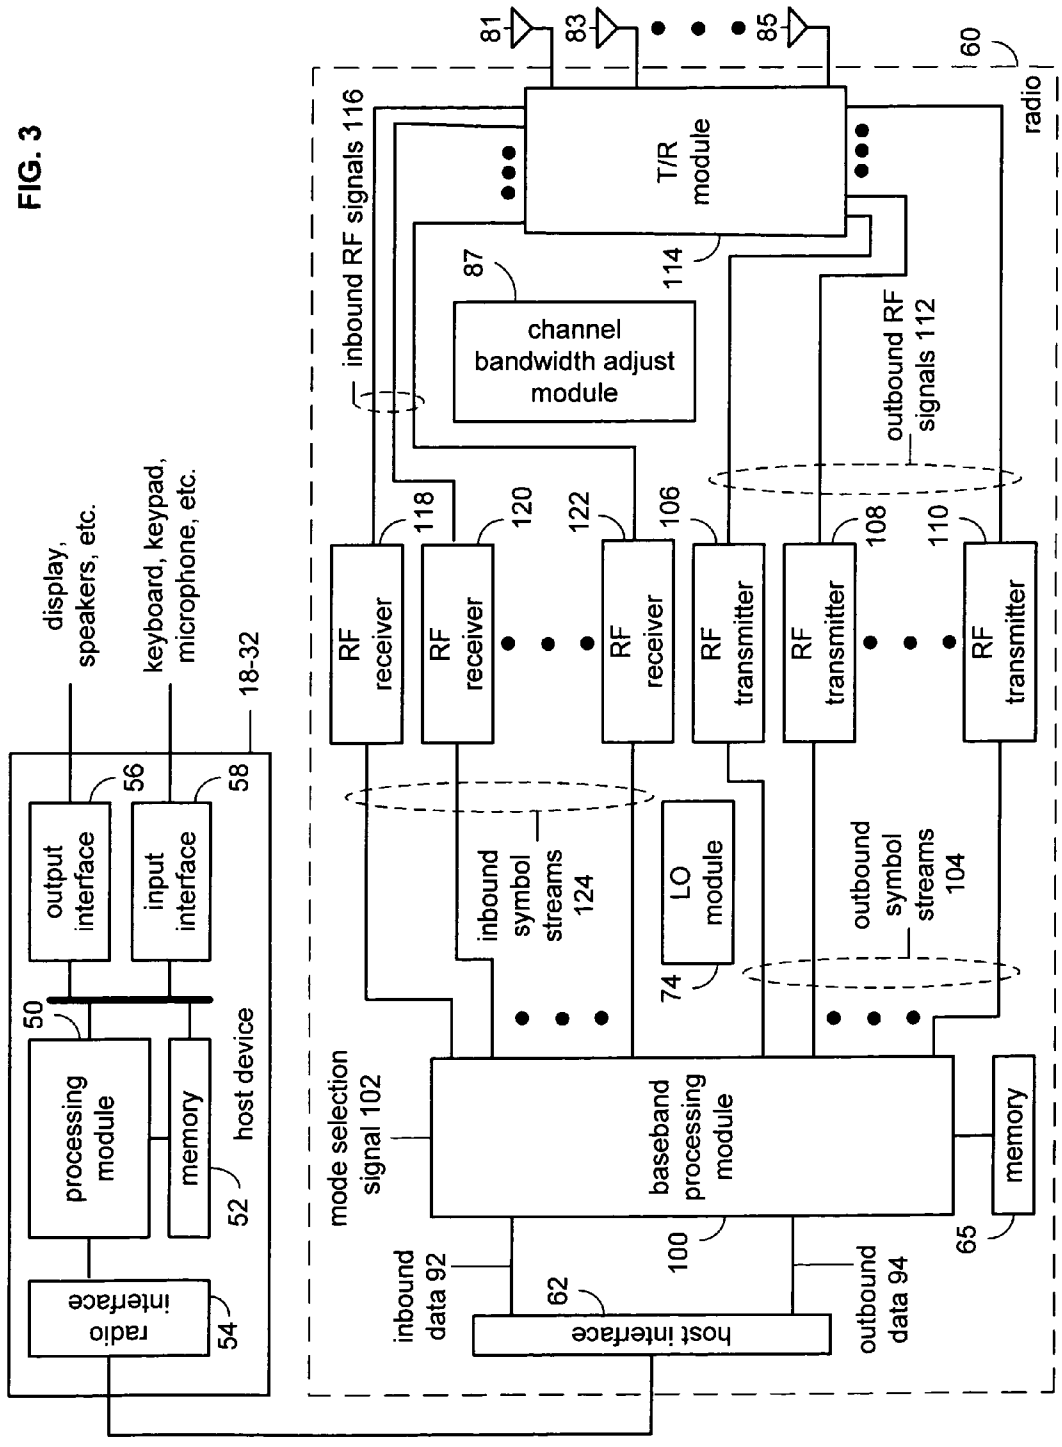 FIG. 3
display,
speakers, etc.
keyboard, keypad,
microphone, etc.
18-32
output
interface
56
input
interface
58
50
processing
module
memory
52
host device
radio
interface
54
81
83
85
60
radio
inbound RF signals 116
T/R
module
114
87
channel
bandwidth adjust
module
outbound RF
signals 112
RF
receiver
118
RF
receiver
120
RF
receiver
122
RF
transmitter
106
RF
transmitter
108
RF
transmitter
110
inbound
symbol
streams
124
LO
module
74
outbound
symbol
streams 104
mode selection
signal 102
baseband
processing
module
100
memory
65
inbound
data 92
62
host interface
outbound
data 94